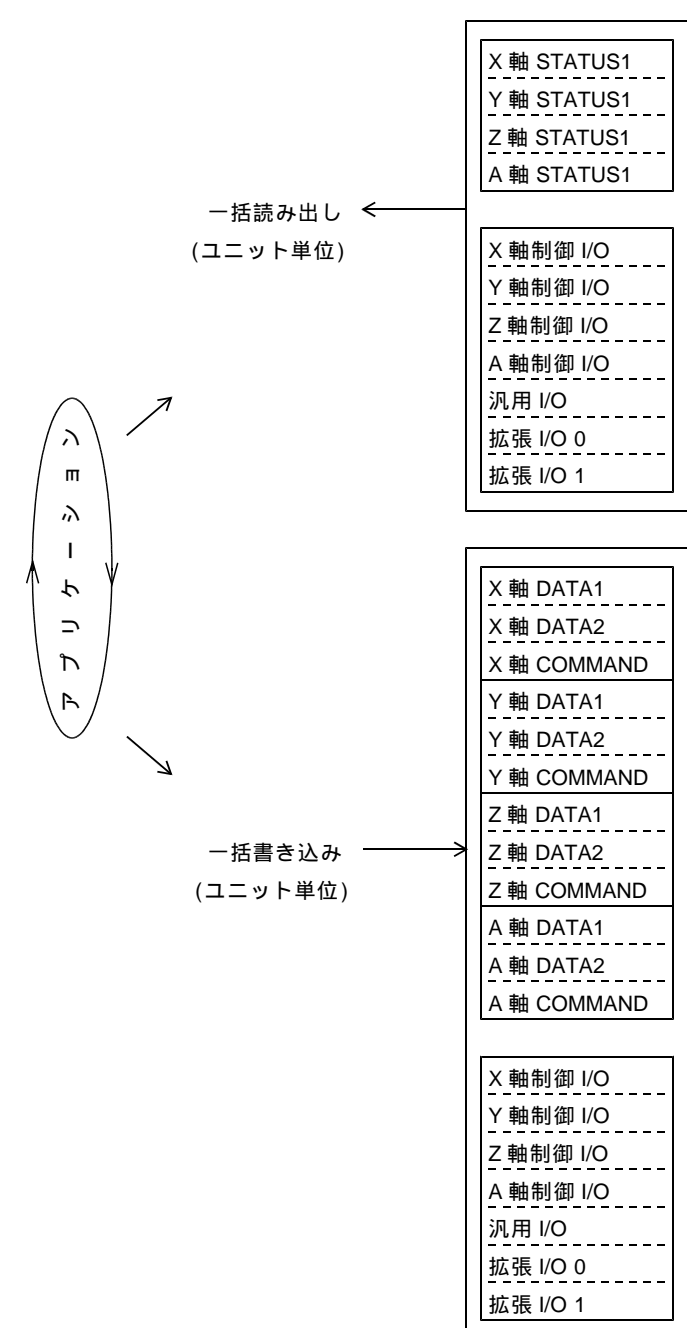 X 軸 STATUS1
Y 軸 STATUS1
Z 軸 STATUS1
A 軸 STATUS1
一括読み出し
(ユニット単位)
X 軸制御 I/O
Y 軸制御 I/O
Z 軸制御 I/O
A 軸制御 I/O
汎用 I/O
拡張 I/O 0
拡張 I/O 1
アプリケーション
X 軸 DATA1
X 軸 DATA2
X 軸 COMMAND
Y 軸 DATA1
Y 軸 DATA2
Y 軸 COMMAND
Z 軸 DATA1
Z 軸 DATA2
Z 軸 COMMAND
A 軸 DATA1
A 軸 DATA2
A 軸 COMMAND
一括書き込み
(ユニット単位)
X 軸制御 I/O
Y 軸制御 I/O
Z 軸制御 I/O
A 軸制御 I/O
汎用 I/O
拡張 I/O 0
拡張 I/O 1